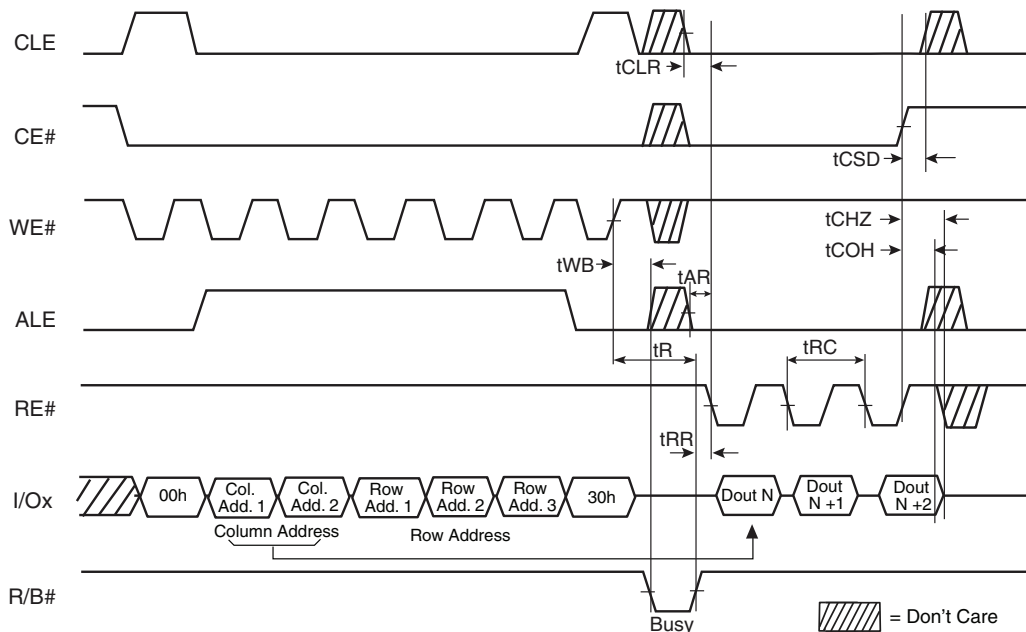 CLE
tCLR
CE#
tCSD
WE#
tCHZ
tCOH
tWB
tAR
ALE
tR
tRC
RE#
tRR
I/Ox
00h
Col.
Add. 1
Col.
Add. 2
Row
Add. 1
Row
Add. 2
Row
Add. 3
30h
Dout N
Dout
N +1
Dout
N +2
Column Address
Row Address
R/B#
Busy
= Don't Care